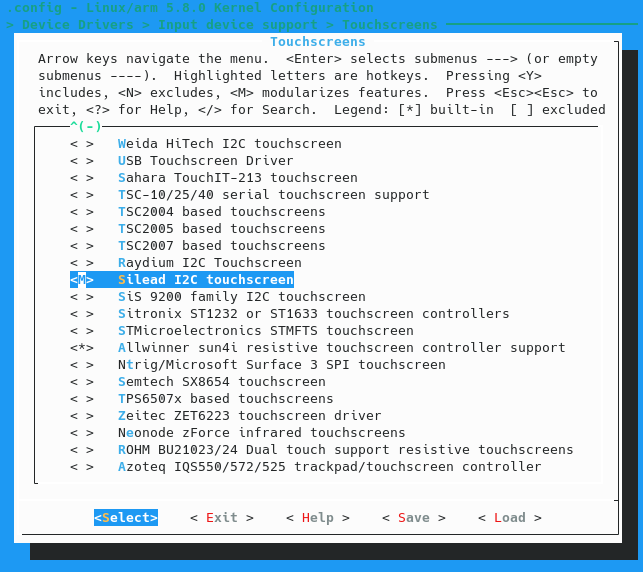 .config - Linux/arm 5.8.0 Kernel Configuration
> Device Drivers > Input device support > Touchscreens
Touchscreens
Arrow keys navigate the menu.  <Enter> selects submenus ---> (or empty
submenus ----).  Highlighted letters are hotkeys.  Pressing <Y>
includes, <N> excludes, <M> modularizes features.  Press <Esc><Esc> to
exit, <?> for Help, </> for Search.  Legend: [*] built-in  [ ] excluded
^(-)
< >   Weida HiTech I2C touchscreen
< >   USB Touchscreen Driver
< >   Sahara TouchIT-213 touchscreen
< >   TSC-10/25/40 serial touchscreen support
< >   TSC2004 based touchscreens
< >   TSC2005 based touchscreens
< >   TSC2007 based touchscreens
< >   Raydium I2C Touchscreen
<M>   Silead I2C touchscreen
< >   SiS 9200 family I2C touchscreen
< >   Sitronix ST1232 or ST1633 touchscreen controllers
< >   STMicroelectronics STMFTS touchscreen
<*>   Allwinner sun4i resistive touchscreen controller support
< >   Ntrig/Microsoft Surface 3 SPI touchscreen
< >   Semtech SX8654 touchscreen
< >   TPS6507x based touchscreens
< >   Zeitec ZET6223 touchscreen driver
< >   Neonode zForce infrared touchscreens
< >   ROHM BU21023/24 Dual touch support resistive touchscreens
< >   Azoteq IQS550/572/525 trackpad/touchscreen controller
<Select>    < Exit >    < Help >    < Save >    < Load >